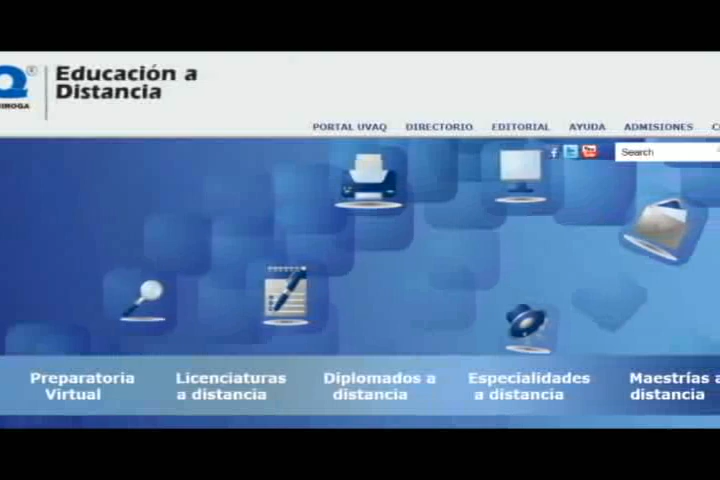 Educación a
Distancia
PORTAL UVAQ DIRECTORIO EDITORIAL AYUDA ADMISIONES
Search
Preparatoria
Virtual
Licenciaturas
a distancia
Diplomados a
distancia
Especialidades
a distancia
Maestrías a
distancia